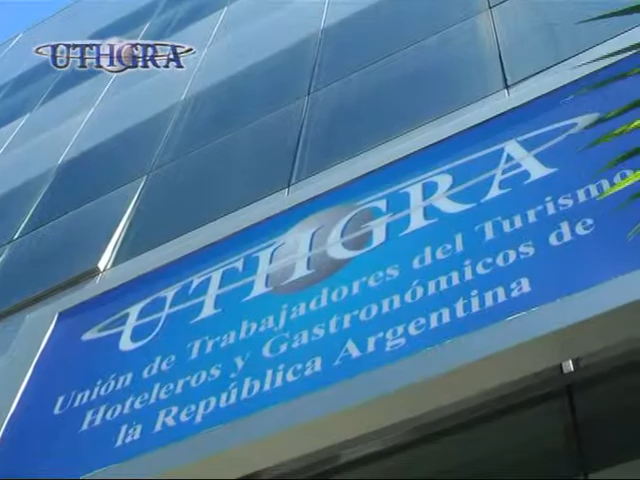 UTHGRA
UTHGRA
Unión de Trabajadores del Turismo
Hoteleros y Gastronómicos de
la República Argentina